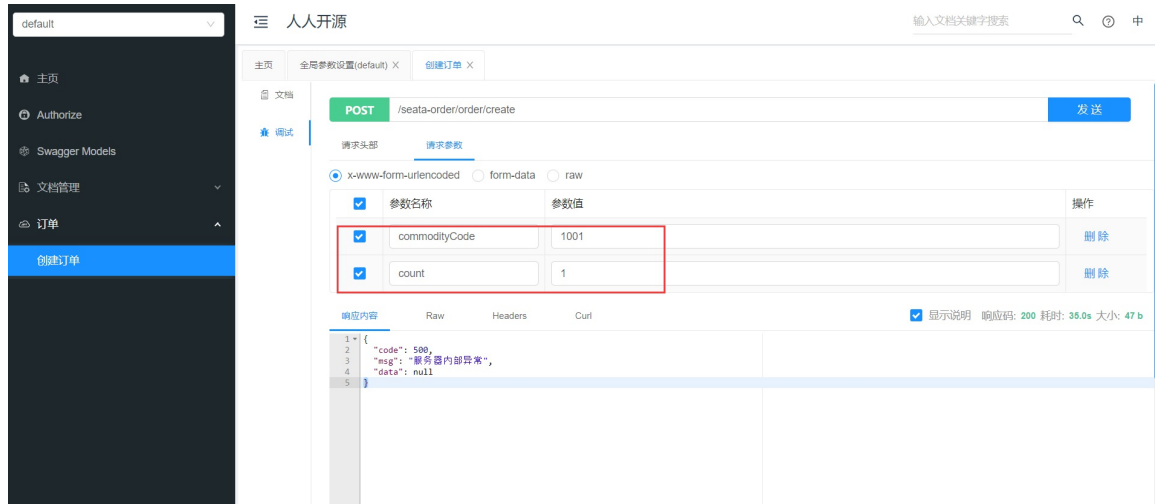 default
人人开源
输入文档关键字搜索
中
主页
Authorize
Swagger Models
文档管理
订单
创建订单
主页
全局参数设置(default) X
创建订单 X
文档
调试
POST /seata-order/order/create 发 送
请求头部 请求参数
x-www-form-urlencoded form-data raw
参数名称 参数值 操作
commodityCode 1001 删 除
count 1 删 除
响应内容 Raw Headers Curl 显示说明 响应码: 200 耗时: 35.0s 大小: 47 b
1 {
2 "code": 500,
3 "msg": "服务器内部异常",
4 "data": null
5 }